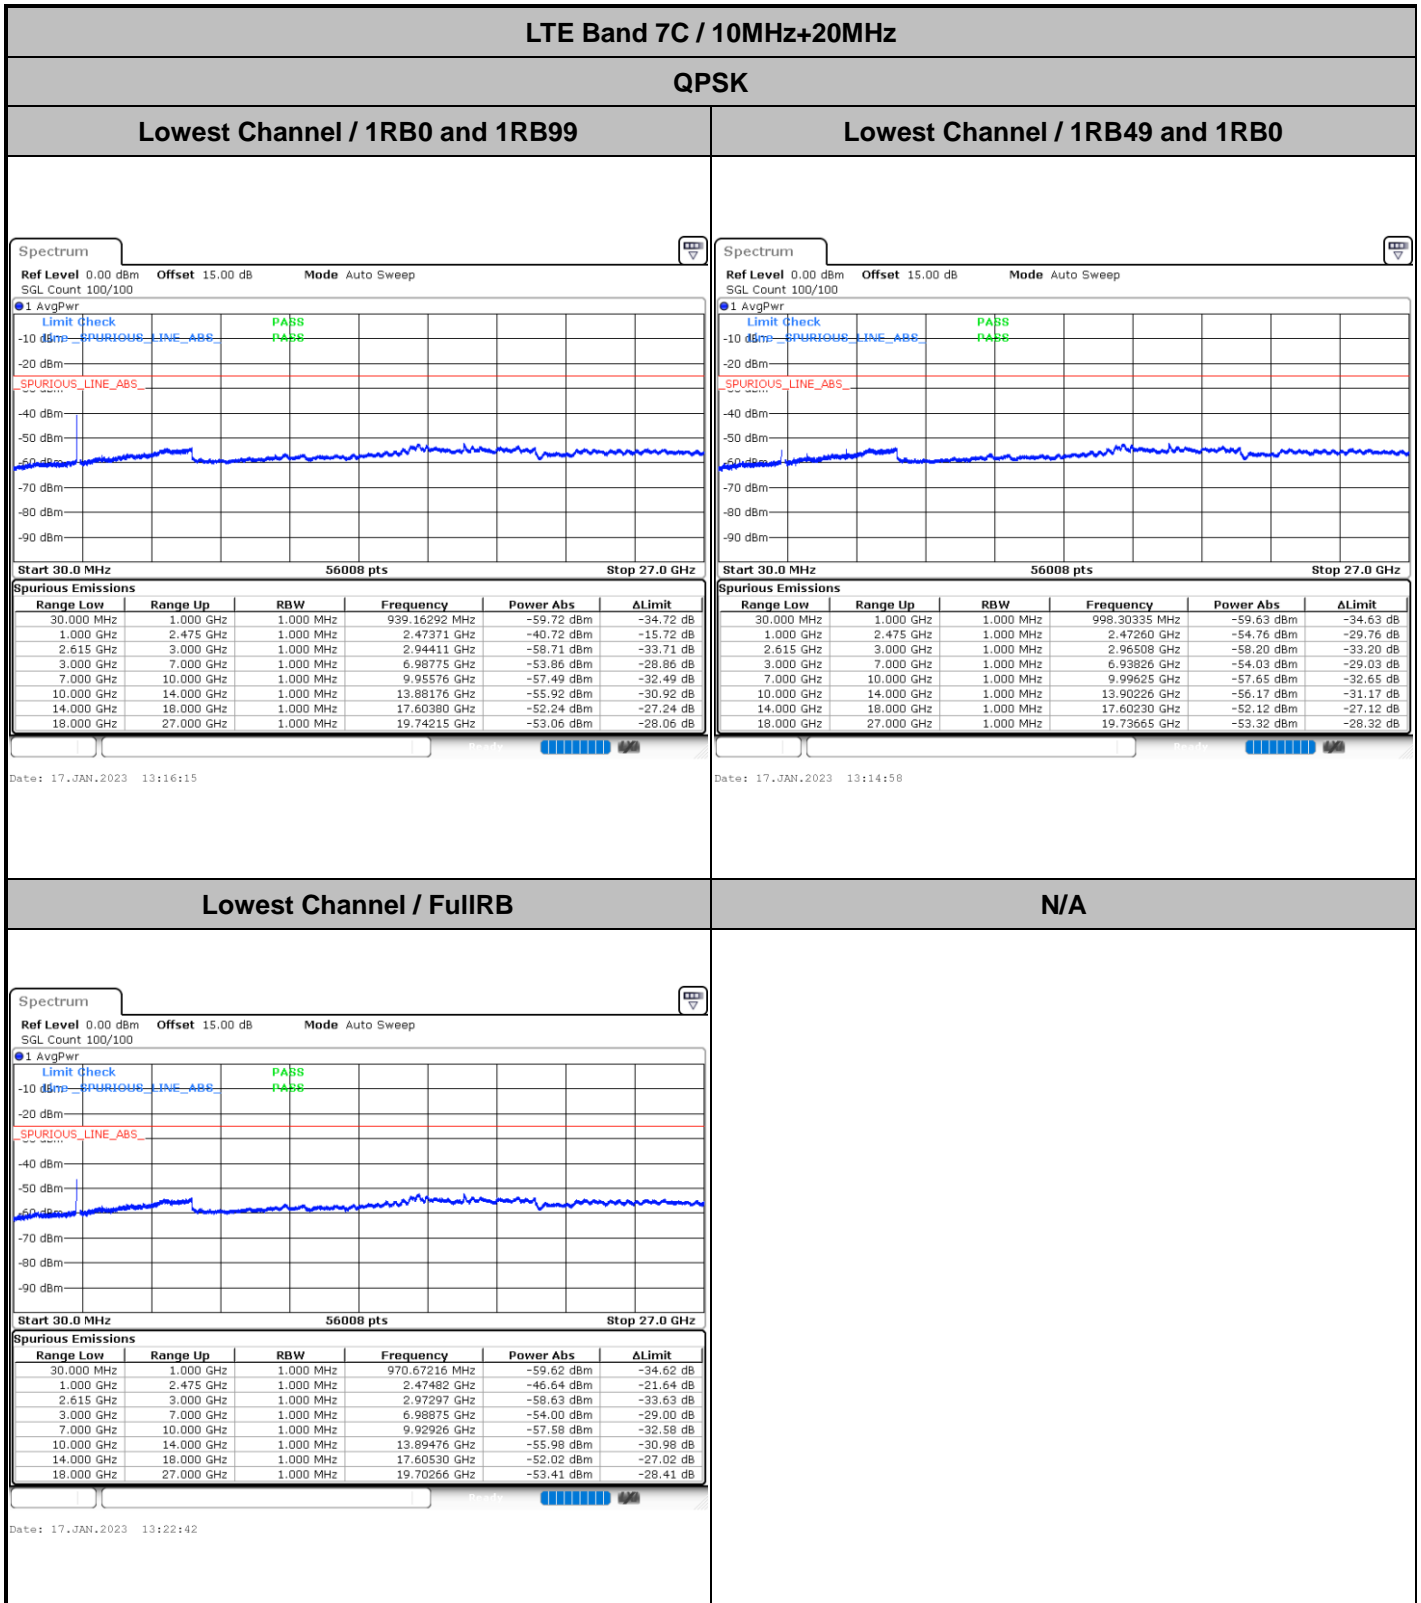 LTE Band 7C / 10MHz+20MHz
QPSK
Lowest Channel / 1RB0 and 1RB99
Lowest Channel / 1RB49 and 1RB0
Spectrum
Ref Level 0.00 dBm Offset 15.00 dB Mode Auto Sweep
SGL Count 100/100
1 AvgPwr
Limit Check PASS
Line _SPURIOUS_LINE_ABS_ PASS
-10 dBm
-20 dBm
_SPURIOUS_LINE_ABS_
-40 dBm
-50 dBm
-60 dBm
-70 dBm
-80 dBm
-90 dBm
Start 30.0 MHz 56008 pts Stop 27.0 GHz
Spurious Emissions
Range Low Range Up RBW Frequency Power Abs ΔLimit
30.000 MHz 1.000 GHz 1.000 MHz 939.16292 MHz -59.72 dBm -34.72 dB
1.000 GHz 2.475 GHz 1.000 MHz 2.47371 GHz -40.72 dBm -15.72 dB
2.615 GHz 3.000 GHz 1.000 MHz 2.94411 GHz -58.71 dBm -33.71 dB
3.000 GHz 7.000 GHz 1.000 MHz 6.98775 GHz -53.86 dBm -28.86 dB
7.000 GHz 10.000 GHz 1.000 MHz 9.95576 GHz -57.49 dBm -32.49 dB
10.000 GHz 14.000 GHz 1.000 MHz 13.88176 GHz -55.92 dBm -30.92 dB
14.000 GHz 18.000 GHz 1.000 MHz 17.60380 GHz -52.24 dBm -27.24 dB
18.000 GHz 27.000 GHz 1.000 MHz 19.74215 GHz -53.06 dBm -28.06 dB
Ready
Date: 17.JAN.2023 13:16:15
Spectrum
Ref Level 0.00 dBm Offset 15.00 dB Mode Auto Sweep
SGL Count 100/100
1 AvgPwr
Limit Check PASS
Line _SPURIOUS_LINE_ABS_ PASS
-10 dBm
-20 dBm
_SPURIOUS_LINE_ABS_
-40 dBm
-50 dBm
-60 dBm
-70 dBm
-80 dBm
-90 dBm
Start 30.0 MHz 56008 pts Stop 27.0 GHz
Spurious Emissions
Range Low Range Up RBW Frequency Power Abs ΔLimit
30.000 MHz 1.000 GHz 1.000 MHz 998.30335 MHz -59.63 dBm -34.63 dB
1.000 GHz 2.475 GHz 1.000 MHz 2.47260 GHz -54.76 dBm -29.76 dB
2.615 GHz 3.000 GHz 1.000 MHz 2.96508 GHz -58.20 dBm -33.20 dB
3.000 GHz 7.000 GHz 1.000 MHz 6.93826 GHz -54.03 dBm -29.03 dB
7.000 GHz 10.000 GHz 1.000 MHz 9.99625 GHz -57.65 dBm -32.65 dB
10.000 GHz 14.000 GHz 1.000 MHz 13.90226 GHz -56.17 dBm -31.17 dB
14.000 GHz 18.000 GHz 1.000 MHz 17.60230 GHz -52.12 dBm -27.12 dB
18.000 GHz 27.000 GHz 1.000 MHz 19.73665 GHz -53.32 dBm -28.32 dB
Ready
Date: 17.JAN.2023 13:14:58
Lowest Channel / FullRB
N/A
Spectrum
Ref Level 0.00 dBm Offset 15.00 dB Mode Auto Sweep
SGL Count 100/100
1 AvgPwr
Limit Check PASS
Line _SPURIOUS_LINE_ABS_ PASS
-10 dBm
-20 dBm
_SPURIOUS_LINE_ABS_
-40 dBm
-50 dBm
-60 dBm
-70 dBm
-80 dBm
-90 dBm
Start 30.0 MHz 56008 pts Stop 27.0 GHz
Spurious Emissions
Range Low Range Up RBW Frequency Power Abs ΔLimit
30.000 MHz 1.000 GHz 1.000 MHz 970.67216 MHz -59.62 dBm -34.62 dB
1.000 GHz 2.475 GHz 1.000 MHz 2.47482 GHz -46.64 dBm -21.64 dB
2.615 GHz 3.000 GHz 1.000 MHz 2.97297 GHz -58.63 dBm -33.63 dB
3.000 GHz 7.000 GHz 1.000 MHz 6.98875 GHz -54.00 dBm -29.00 dB
7.000 GHz 10.000 GHz 1.000 MHz 9.92926 GHz -57.58 dBm -32.58 dB
10.000 GHz 14.000 GHz 1.000 MHz 13.89476 GHz -55.98 dBm -30.98 dB
14.000 GHz 18.000 GHz 1.000 MHz 17.60530 GHz -52.02 dBm -27.02 dB
18.000 GHz 27.000 GHz 1.000 MHz 19.70266 GHz -53.41 dBm -28.41 dB
Ready
Date: 17.JAN.2023 13:22:42